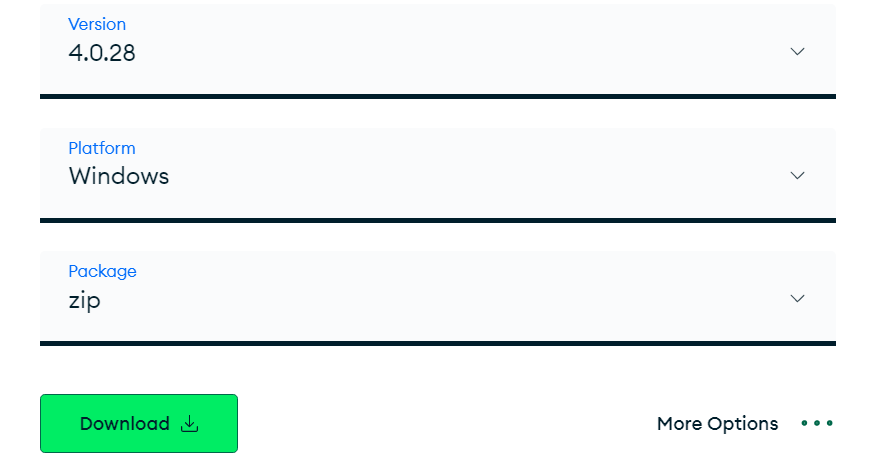 Version
4.0.28
Platform
Windows
Package
zip
Download
More Options